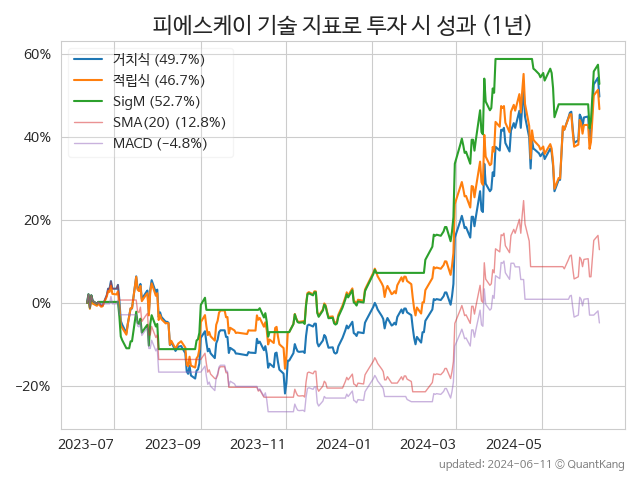 피에스케이 기술 지표로 투자 시 성과 (1년)
60%
40%
20%
0%
−20%
거치식 (49.7%)
적립식 (46.7%)
SigM (52.7%)
SMA(20) (12.8%)
MACD (−4.8%)
2023−07
2023−09
2023−11
2024−01
2024−03
2024−05
updated: 2024-06-11 © QuantKang